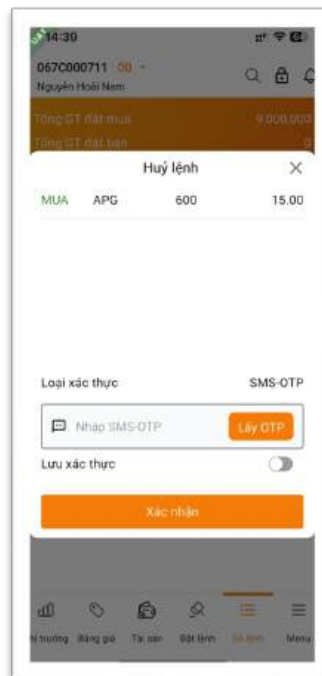 14:39
067C000711 00
Nguyễn Hoài Nam
Tổng GT đặt mua 9,000,000
Tổng GT đặt bán 0
Huỷ lệnh
MUA APG 600 15.00
Loại xác thực SMS-OTP
Nhập SMS-OTP Lấy OTP
Lưu xác thực
Xác nhận
Bảng giá Tài sản Đặt lệnh Sổ lệnh Menu